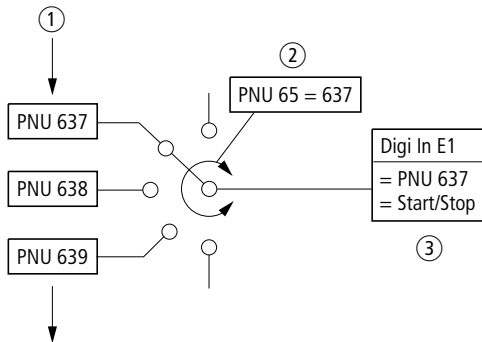 ①
②
PNU 65 = 637
PNU 637
Digi In E1
= PNU 637
= Start/Stop
PNU 638
PNU 639
③